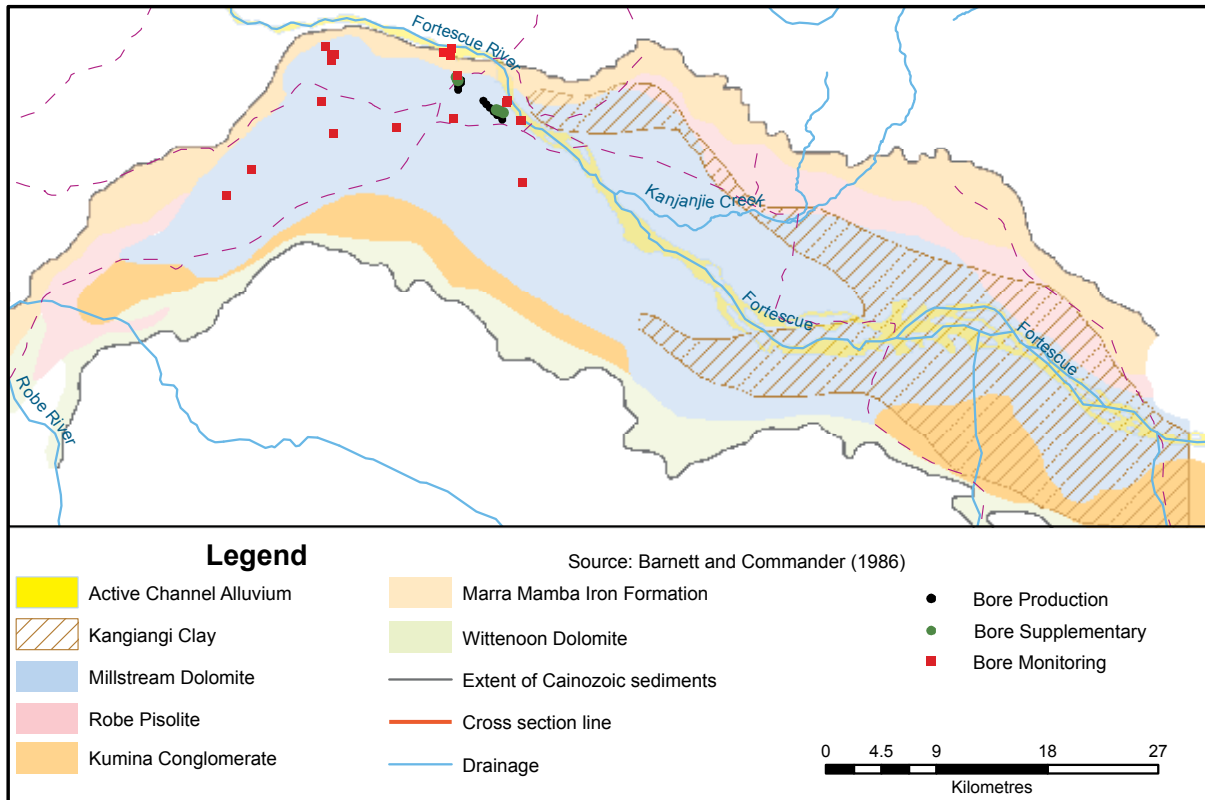 Fortescue River
Kanjanjie Creek
Fortescue
Fortescue
Robe River
Legend
Source: Barnett and Commander (1986)
Active Channel Alluvium
Kangiangi Clay
Millstream Dolomite
Robe Pisolite
Kumina Conglomerate
Marra Mamba Iron Formation
Wittenoon Dolomite
Extent of Cainozoic sediments
Cross section line
Drainage
Bore Production
Bore Supplementary
Bore Monitoring
0 4.5 9 18 27
Kilometres